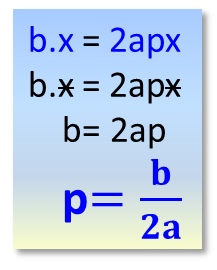 b.x = 2apx
b.x = 2apx
b= 2ap
p= b/2a